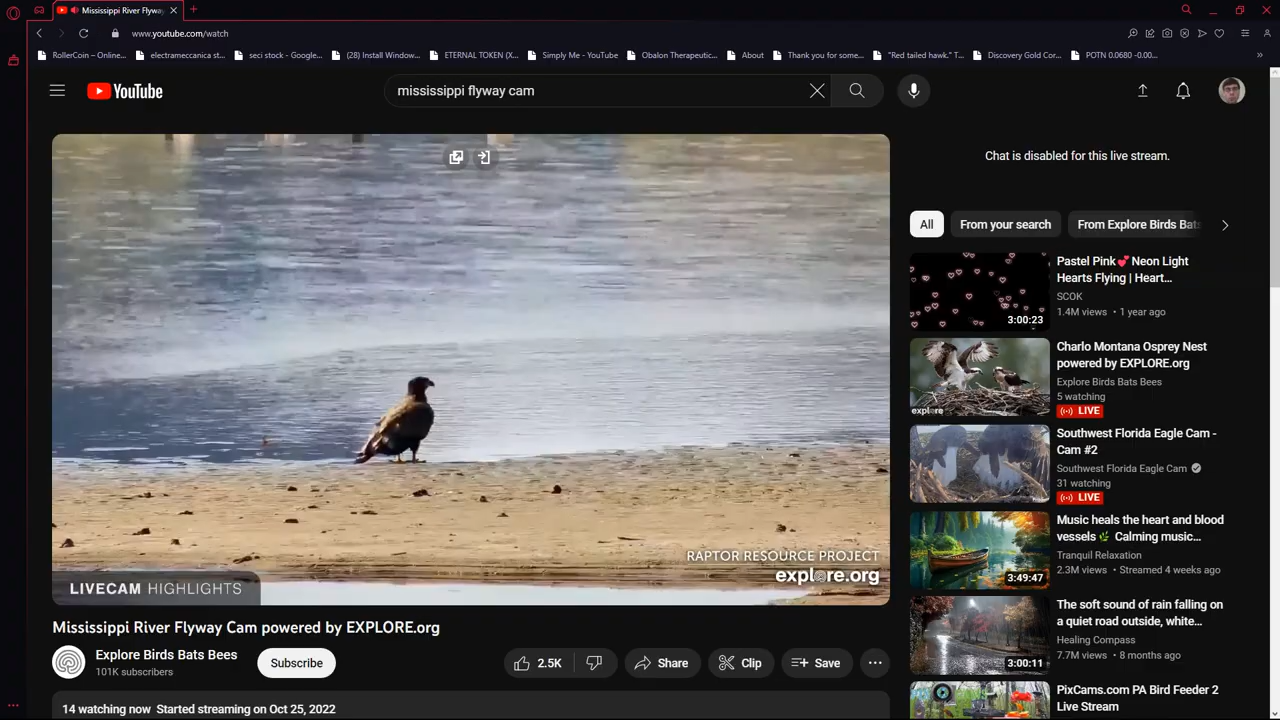 Mississippi River Flyway
www.youtube.com/watch
RollerCoin – Online...
electrameccanica st...
seci stock - Google...
(28) Install Window...
ETERNAL TOKEN (X...
Simply Me - YouTube
Obalon Therapeutic...
About
Thank you for some...
"Red tailed hawk." T...
Discovery Gold Cor...
POTN 0.0680 -0.00...
YouTube
mississippi flyway cam
Chat is disabled for this live stream.
All
From your search
From Explore Birds Bats
RAPTOR RESOURCE PROJECT
explore.org
LIVECAM HIGHLIGHTS
Mississippi River Flyway Cam powered by EXPLORE.org
Explore Birds Bats Bees
101K subscribers
Subscribe
2.5K
Share
Clip
Save
14 watching now Started streaming on Oct 25, 2022
Pastel Pink💕 Neon Light
Hearts Flying | Heart...
SCOK
1.4M views • 1 year ago
3:00:23
Charlo Montana Osprey Nest
powered by EXPLORE.org
Explore Birds Bats Bees
5 watching
LIVE
explore
Southwest Florida Eagle Cam -
Cam #2
Southwest Florida Eagle Cam
31 watching
LIVE
Music heals the heart and blood
vessels🌿 Calming music...
Tranquil Relaxation
2.3M views • Streamed 4 weeks ago
3:49:47
The soft sound of rain falling on
a quiet road outside, white...
Healing Compass
7.7M views • 8 months ago
3:00:11
PixCams.com PA Bird Feeder 2
Live Stream